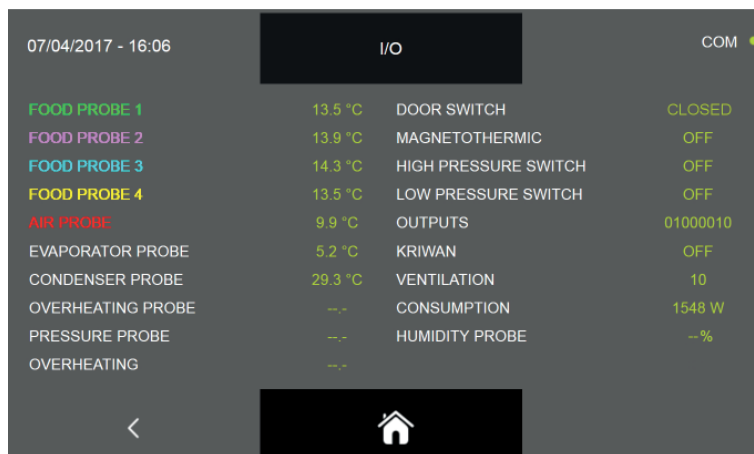 07/04/2017 - 16:06 I/O COM
FOOD PROBE 1 13.5 °C DOOR SWITCH CLOSED
FOOD PROBE 2 13.9 °C MAGNETOTHERMIC OFF
FOOD PROBE 3 14.3 °C HIGH PRESSURE SWITCH OFF
FOOD PROBE 4 13.5 °C LOW PRESSURE SWITCH OFF
AIR PROBE 9.9 °C OUTPUTS 01000010
EVAPORATOR PROBE 5.2 °C KRIWAN OFF
CONDENSER PROBE 29.3 °C VENTILATION 10
OVERHEATING PROBE --.- CONSUMPTION 1548 W
PRESSURE PROBE --.- HUMIDITY PROBE --%
OVERHEATING --.-